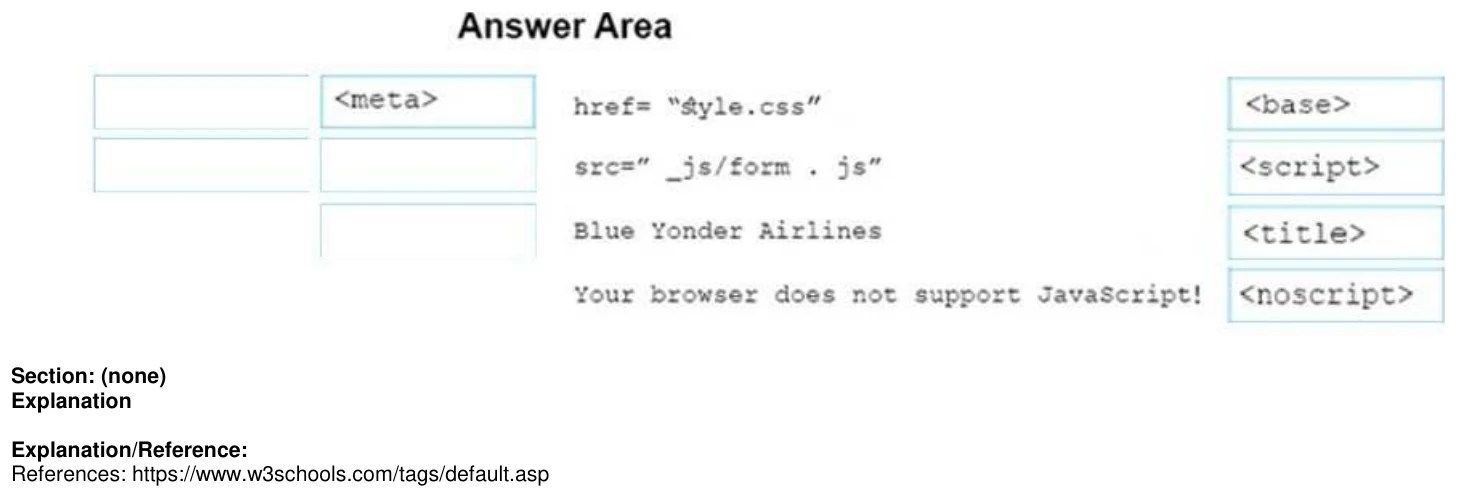 Answer Area
<meta> href= “style.css” <base>
src=” _js/form . js” <script>
Blue Yonder Airlines <title>
Your browser does not support JavaScript! <noscript>
Section: (none)
Explanation
Explanation/Reference:
References: https://www.w3schools.com/tags/default.asp